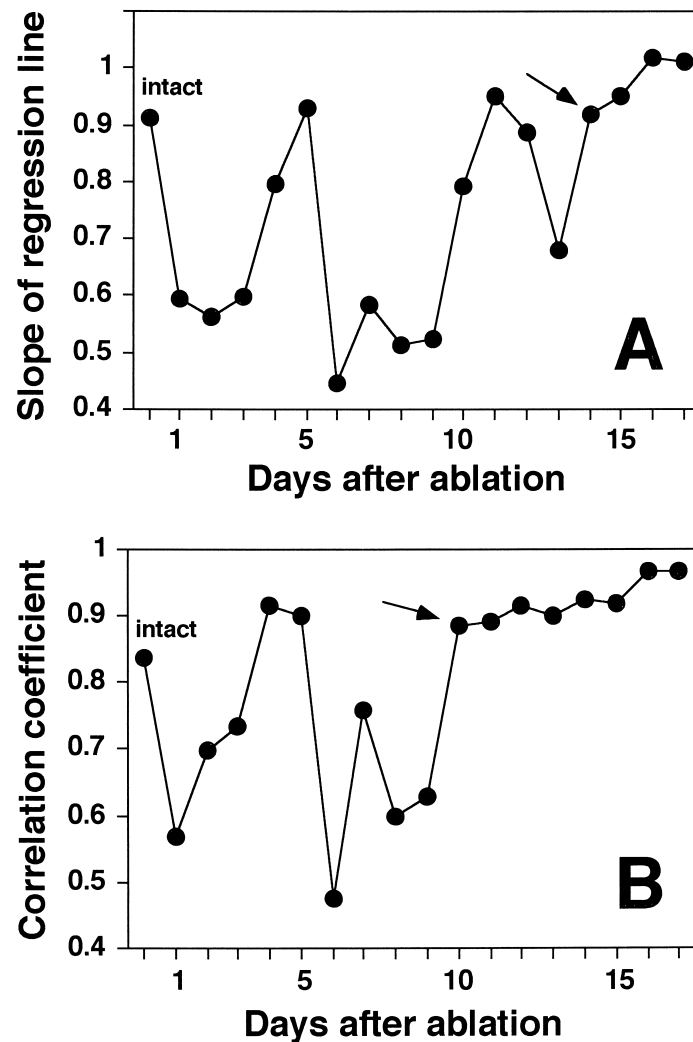 Slope of regression line
1
0.9
0.8
0.7
0.6
0.5
0.4
intact
A
1 5 10 15
Days after ablation
Correlation coefficient
1
0.9
0.8
0.7
0.6
0.5
0.4
intact
B
1 5 10 15
Days after ablation